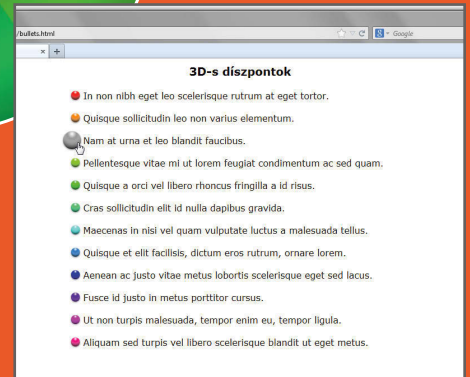 /bullets.html
Google
3D-s díszpontok
In non nibh eget leo scelerisque rutrum at eget tortor.
Quisque sollicitudin leo non varius elementum.
Nam at urna et leo blandit faucibus.
Pellentesque vitae mi ut lorem feugiat condimentum ac sed quam.
Quisque a orci vel libero rhoncus fringilla a id risus.
Cras sollicitudin elit id nulla dapibus gravida.
Maecenas in nisi vel quam vulputate luctus a malesuada tellus.
Quisque et elit facilisis, dictum eros rutrum, ornare lorem.
Aenean ac justo vitae metus lobortis scelerisque eget sed lacus.
Fusce id justo in metus porttitor cursus.
Ut non turpis malesuada, tempor enim eu, tempor ligula.
Aliquam sed turpis vel libero scelerisque blandit ut eget metus.